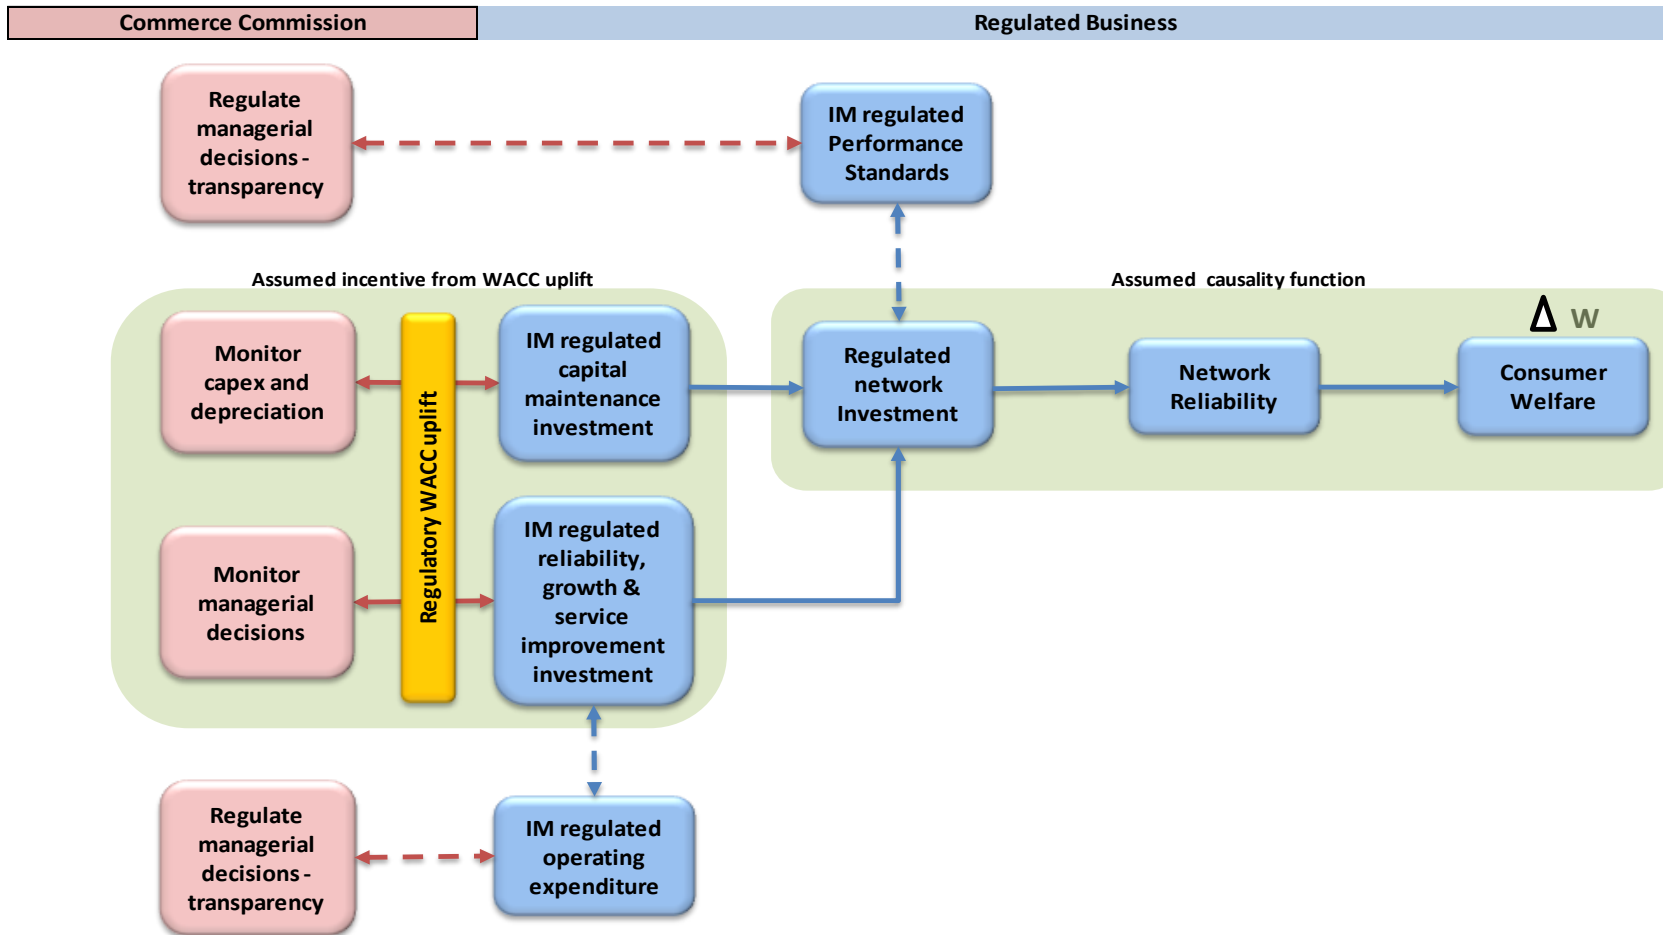 Commerce Commission
Regulated Business
Regulate
managerial
decisions -
transparency
IM regulated
Performance
Standards
Assumed incentive from WACC uplift
Assumed causality function
Δ W
Monitor
capex and
depreciation
Regulatory WACC uplift
IM regulated
capital
maintenance
investment
Regulated
network
Investment
Network
Reliability
Consumer
Welfare
Monitor
managerial
decisions
IM regulated
reliability,
growth &
service
improvement
investment
Regulate
managerial
decisions -
transparency
IM regulated
operating
expenditure